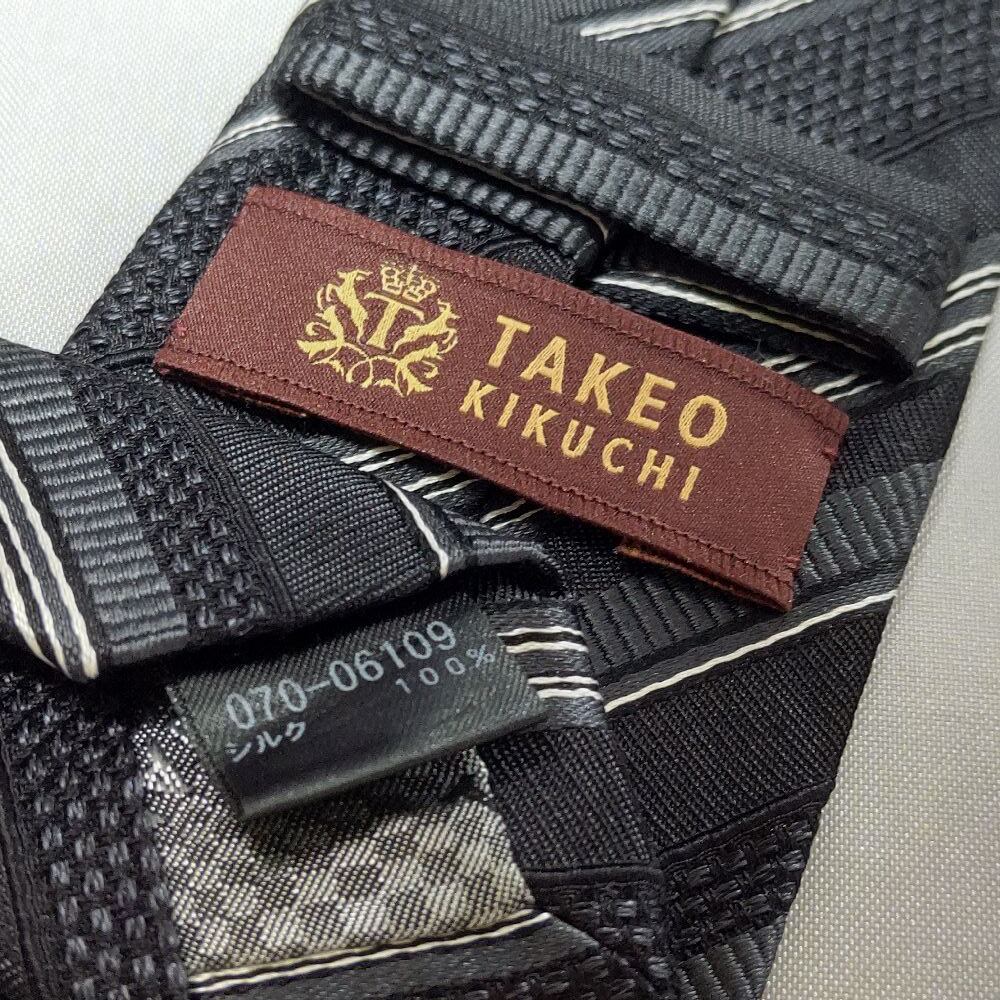 T
TAKEO
KIKUCHI
070-06109
シルク 100%